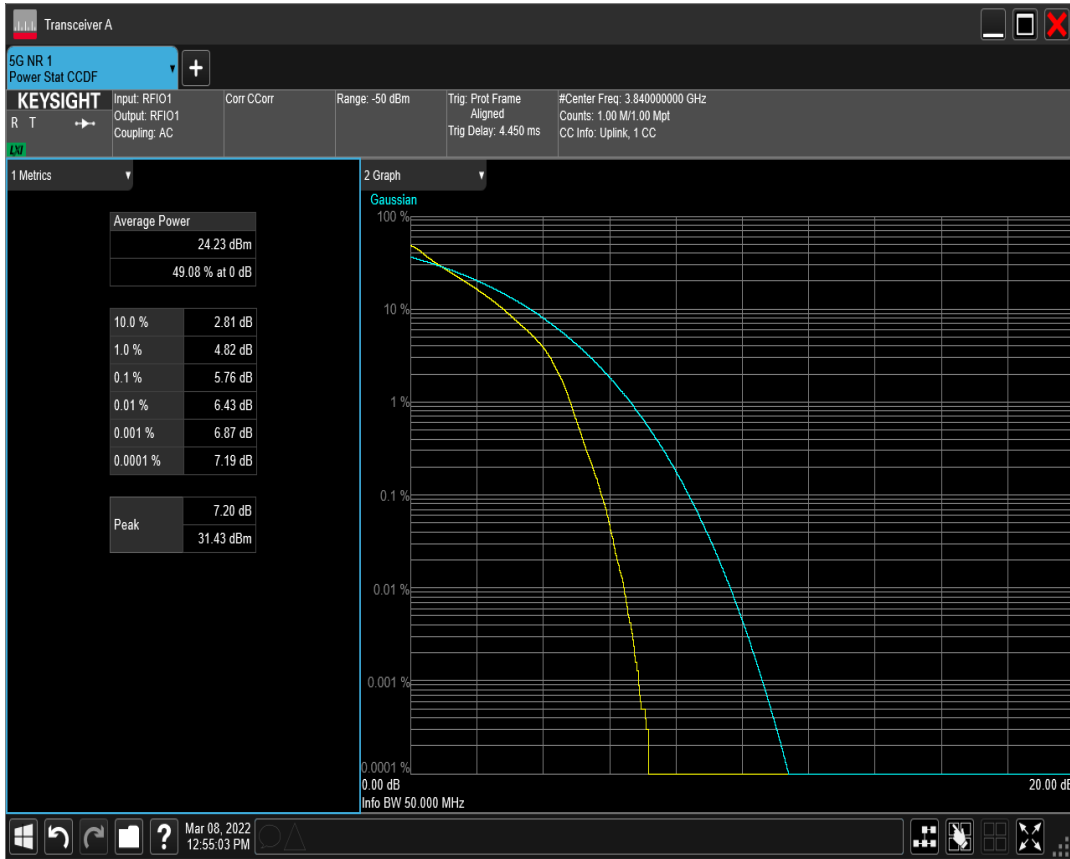 Transceiver A
5G NR 1
Power Stat CCDF
+
KEYSIGHT
R T
LXI
Input: RFIO1
Output: RFIO1
Coupling: AC
Corr CCorr
Range: -50 dBm
Trig: Prot Frame
Aligned
Trig Delay: 4.450 ms
#Center Freq: 3.840000000 GHz
Counts: 1.00 M/1.00 Mpt
CC Info: Uplink, 1 CC
1 Metrics
Average Power
24.23 dBm
49.08 % at 0 dB
10.0 % 2.81 dB
1.0 % 4.82 dB
0.1 % 5.76 dB
0.01 % 6.43 dB
0.001 % 6.87 dB
0.0001 % 7.19 dB
Peak
7.20 dB
31.43 dBm
2 Graph
Gaussian
100 %
10 %
1 %
0.1 %
0.01 %
0.001 %
0.0001 %
0.00 dB 20.00 dB
Info BW 50.000 MHz
?
Mar 08, 2022
12:55:03 PM